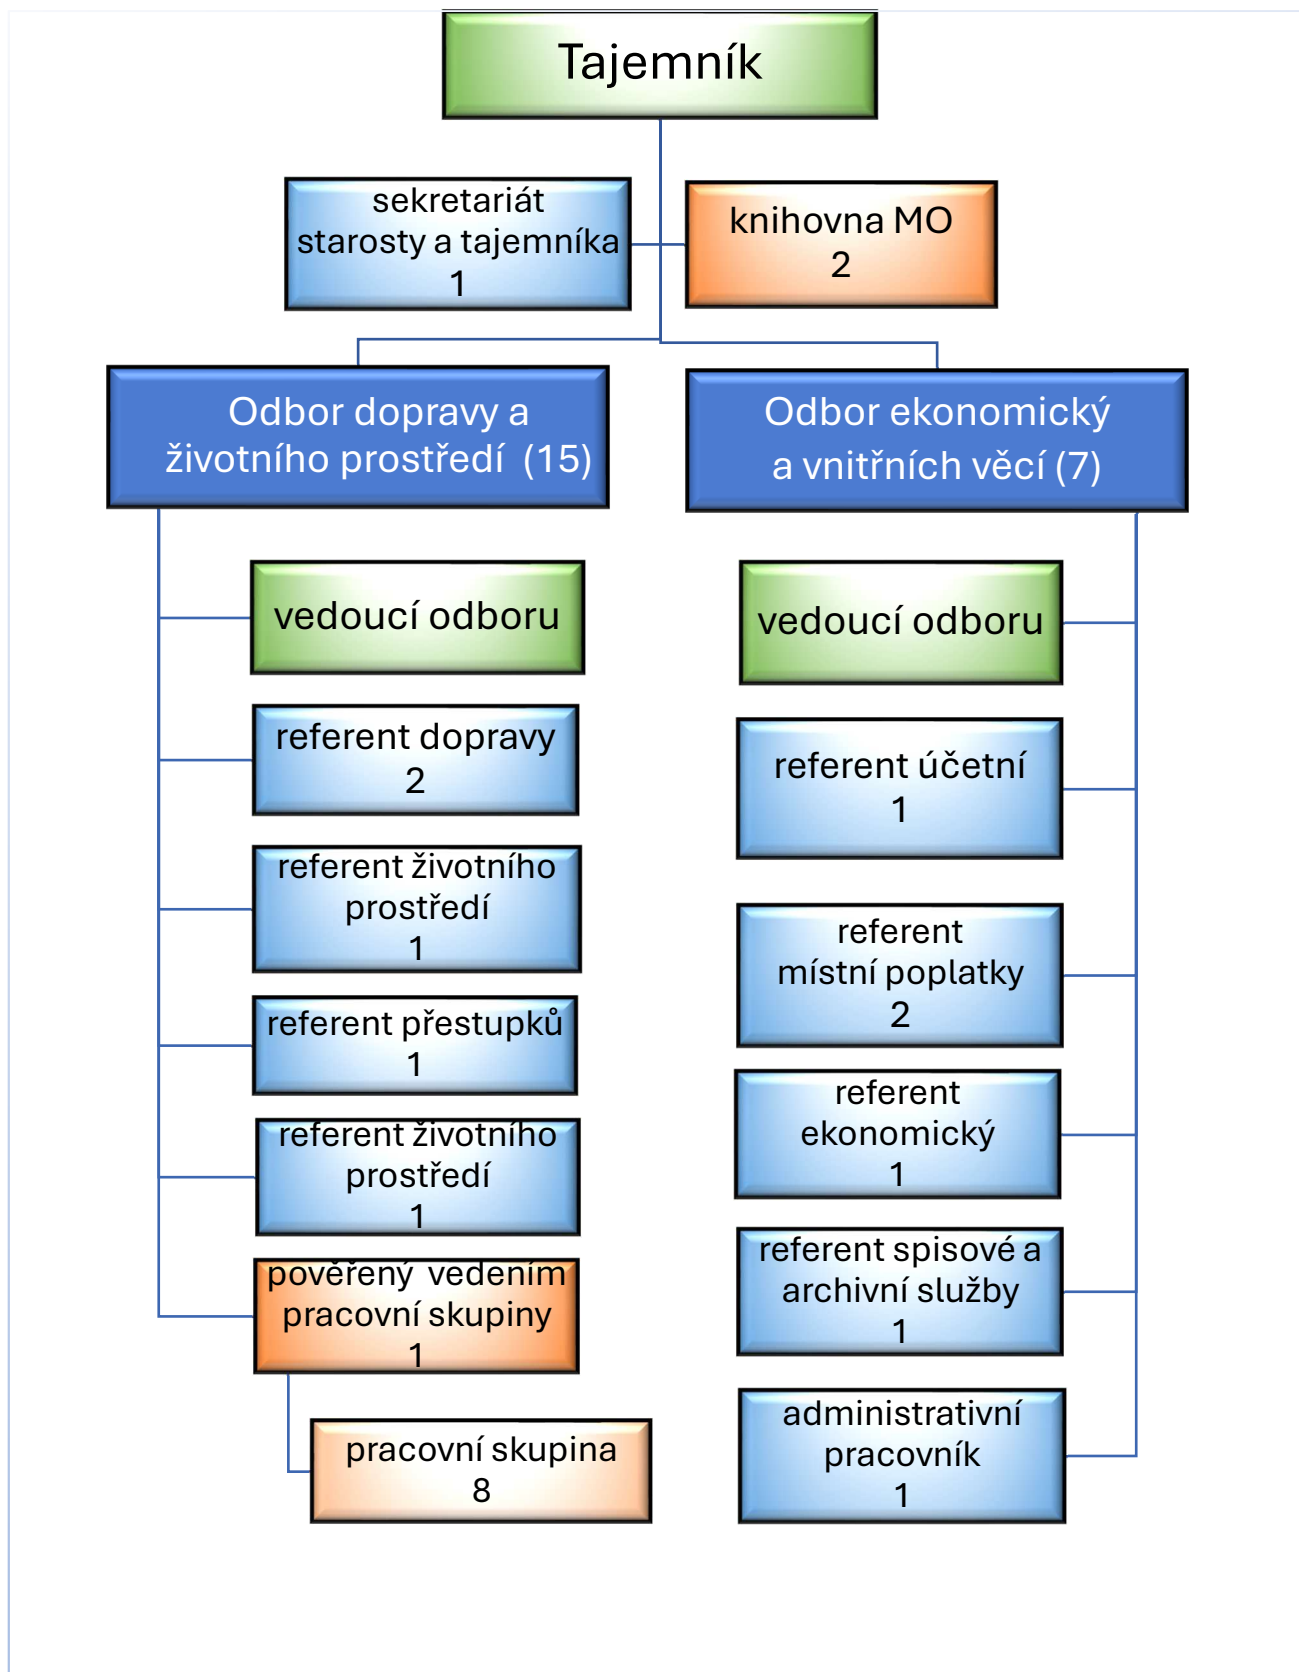 Tajemník
sekretariát
starosty a tajemníka
1
knihovna MO
2
Odbor dopravy a
životního prostředí (15)
vedoucí odboru
referent dopravy
2
referent životního
prostředí
1
referent přestupků
1
referent životního
prostředí
1
pověřený vedením
pracovní skupiny
1
pracovní skupina
8
Odbor ekonomický
a vnitřních věcí (7)
vedoucí odboru
referent účetní
1
referent
místní poplatky
2
referent
ekonomický
1
referent spisové a
archivní služby
1
administrativní
pracovník
1